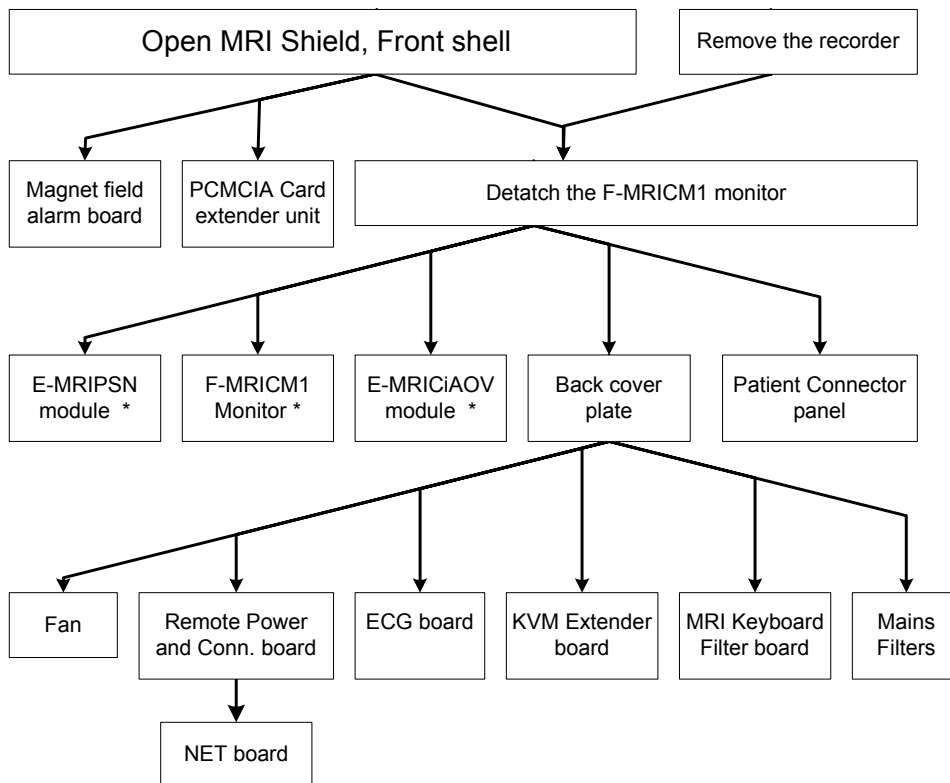 Open MRI Shield, Front shell
Remove the recorder
Magnet field
alarm board
PCMCIA Card
extender unit
Detatch the F-MRICM1 monitor
E-MRIPSN
module *
F-MRICM1
Monitor *
E-MRICiAOV
module *
Back cover
plate
Patient Connector
panel
Fan
Remote Power
and Conn. board
ECG board
KVM Extender
board
MRI Keyboard
Filter board
Mains
Filters
NET board